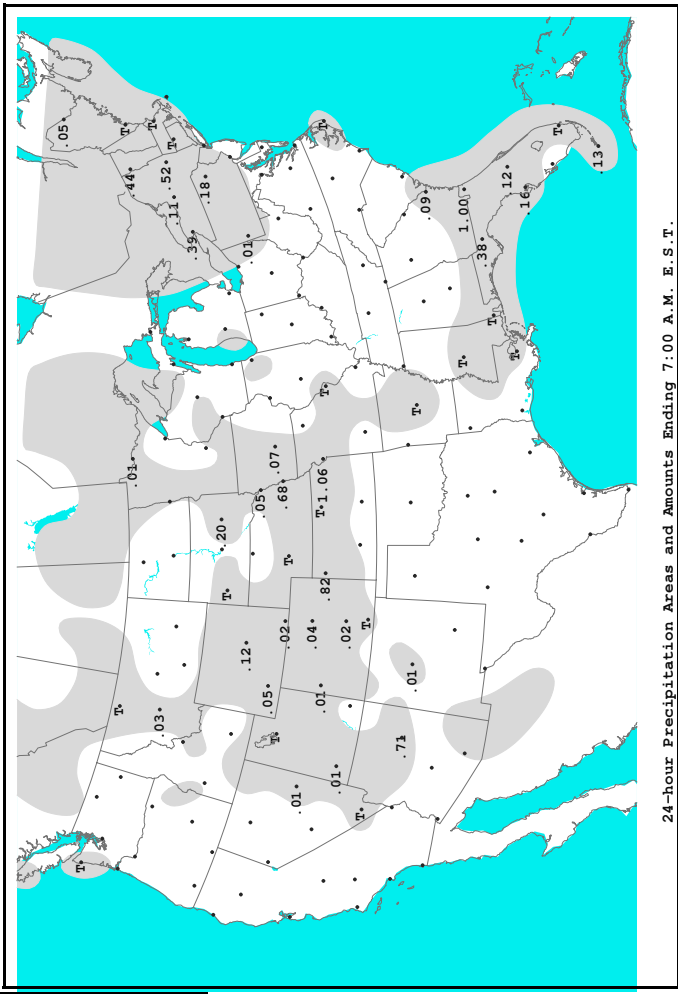 .05
T
T
T
.44
.01
T
.03
.52
T
.11
.39
.18
.20
T
.12
.01
.05
.05
.07
T
.68
.02
T
.01
.04
.01
T
1.06
T
.82
T
.01
.02
T
T
.71
.01
T
.09
1.00
T
.38
T
.12
T
.16
T
.13
24-hour Precipitation Areas and Amounts Ending 7:00 A.M. E.S.T.